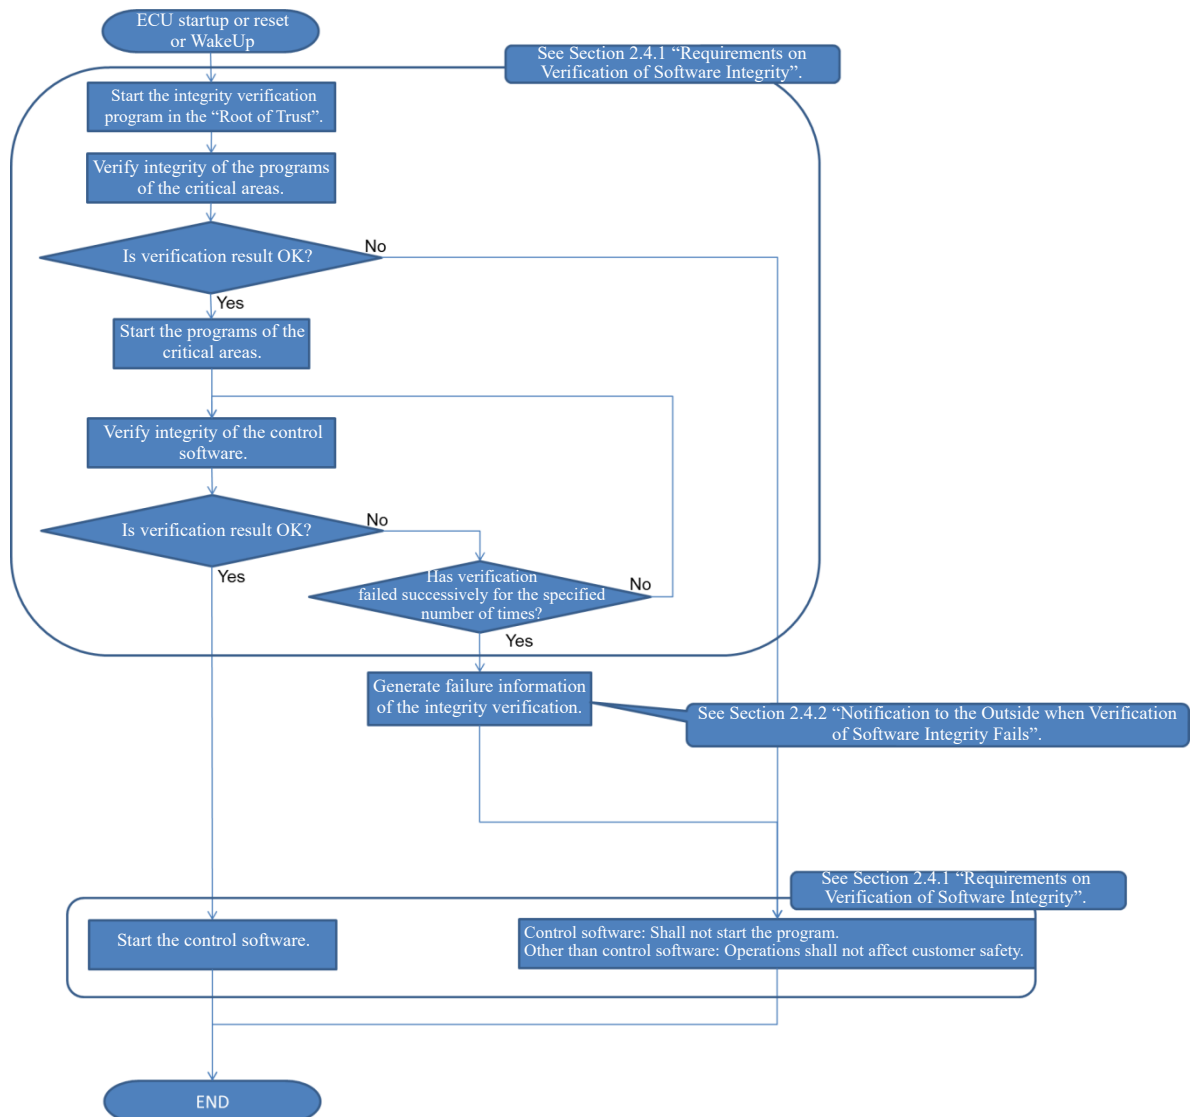 ECU startup or reset
or WakeUp
See Section 2.4.1 “Requirements on
Verification of Software Integrity”.
Start the integrity verification
program in the “Root of Trust”.
Verify integrity of the programs
of the critical areas.
Is verification result OK?
No
Yes
Start the programs of the
critical areas.
Verify integrity of the control
software.
Is verification result OK?
No
Yes
Has verification
failed successively for the specified
number of times?
No
Yes
Generate failure information
of the integrity verification.
See Section 2.4.2 “Notification to the Outside when Verification
of Software Integrity Fails”.
See Section 2.4.1 “Requirements on
Verification of Software Integrity”.
Start the control software.
Control software: Shall not start the program.
Other than control software: Operations shall not affect customer safety.
END